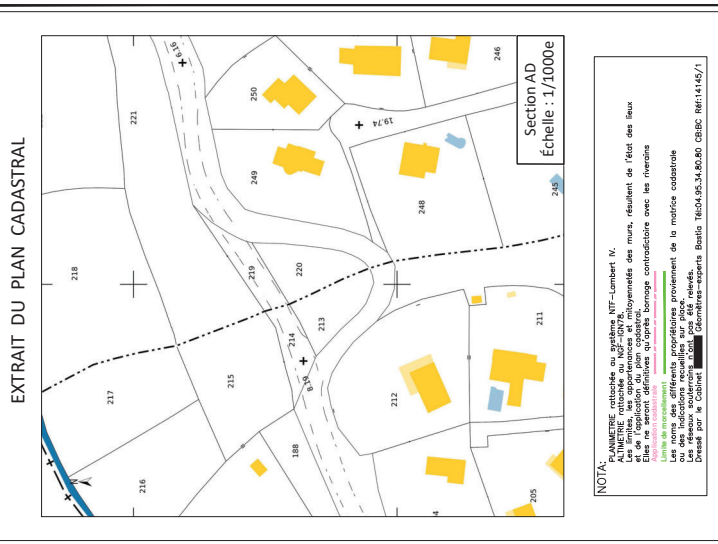 EXTRAIT DU PLAN CADASTRAL
6.16
221
250
246
218
19.74
Section AD
Échelle : 1/1000e
249
219
220
248
245
217
214
213
8.19
215
212
211
188
216
N
205
4
NOTA:
PLANIMETRIE rattachée au système NTF-Lambert IV.
ALTIMETRIE rattachée au NGF-IGN78.
Les limites, les appartenances et mitoyennetés des murs, résultent de l'état des lieux
et de l'application du plan cadastral.
Elles ne seront définitives qu'après bornage contradictoire avec les riverains
Application cadastrale
Limite de morcellement
Les noms des différents propriétaires proviennent de la matrice cadastrale
ou des indications recueillies sur place.
Les réseaux souterrains n'ont pas été relevés.
Dressé par le Cabinet Géomètres-experts Bastia Tél:04.95.34.80.80 CB:BC Réf:14145/1